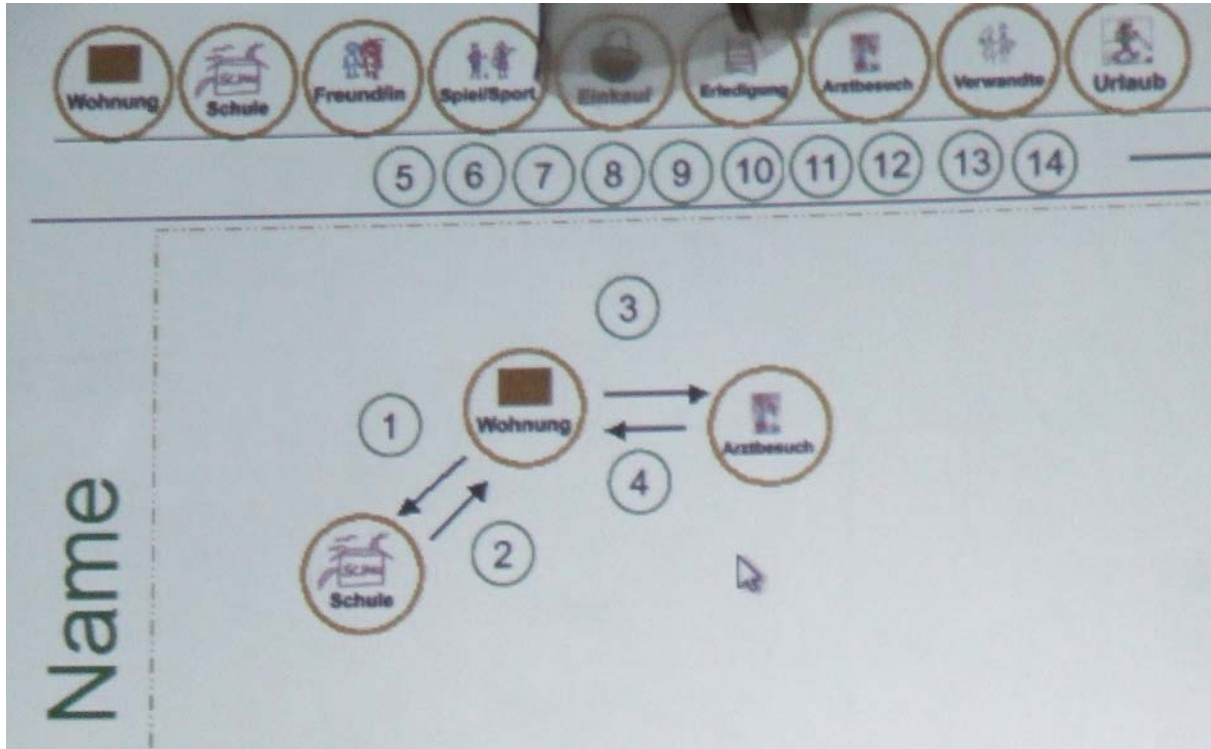 Wohnung Schule Freund/in Spiel/Sport Einkauf Erledigung Arztbesuch Verwandte Urlaub
5 6 7 8 9 10 11 12 13 14
3
Wohnung
1
Arztbesuch
4
2
Schule
Name